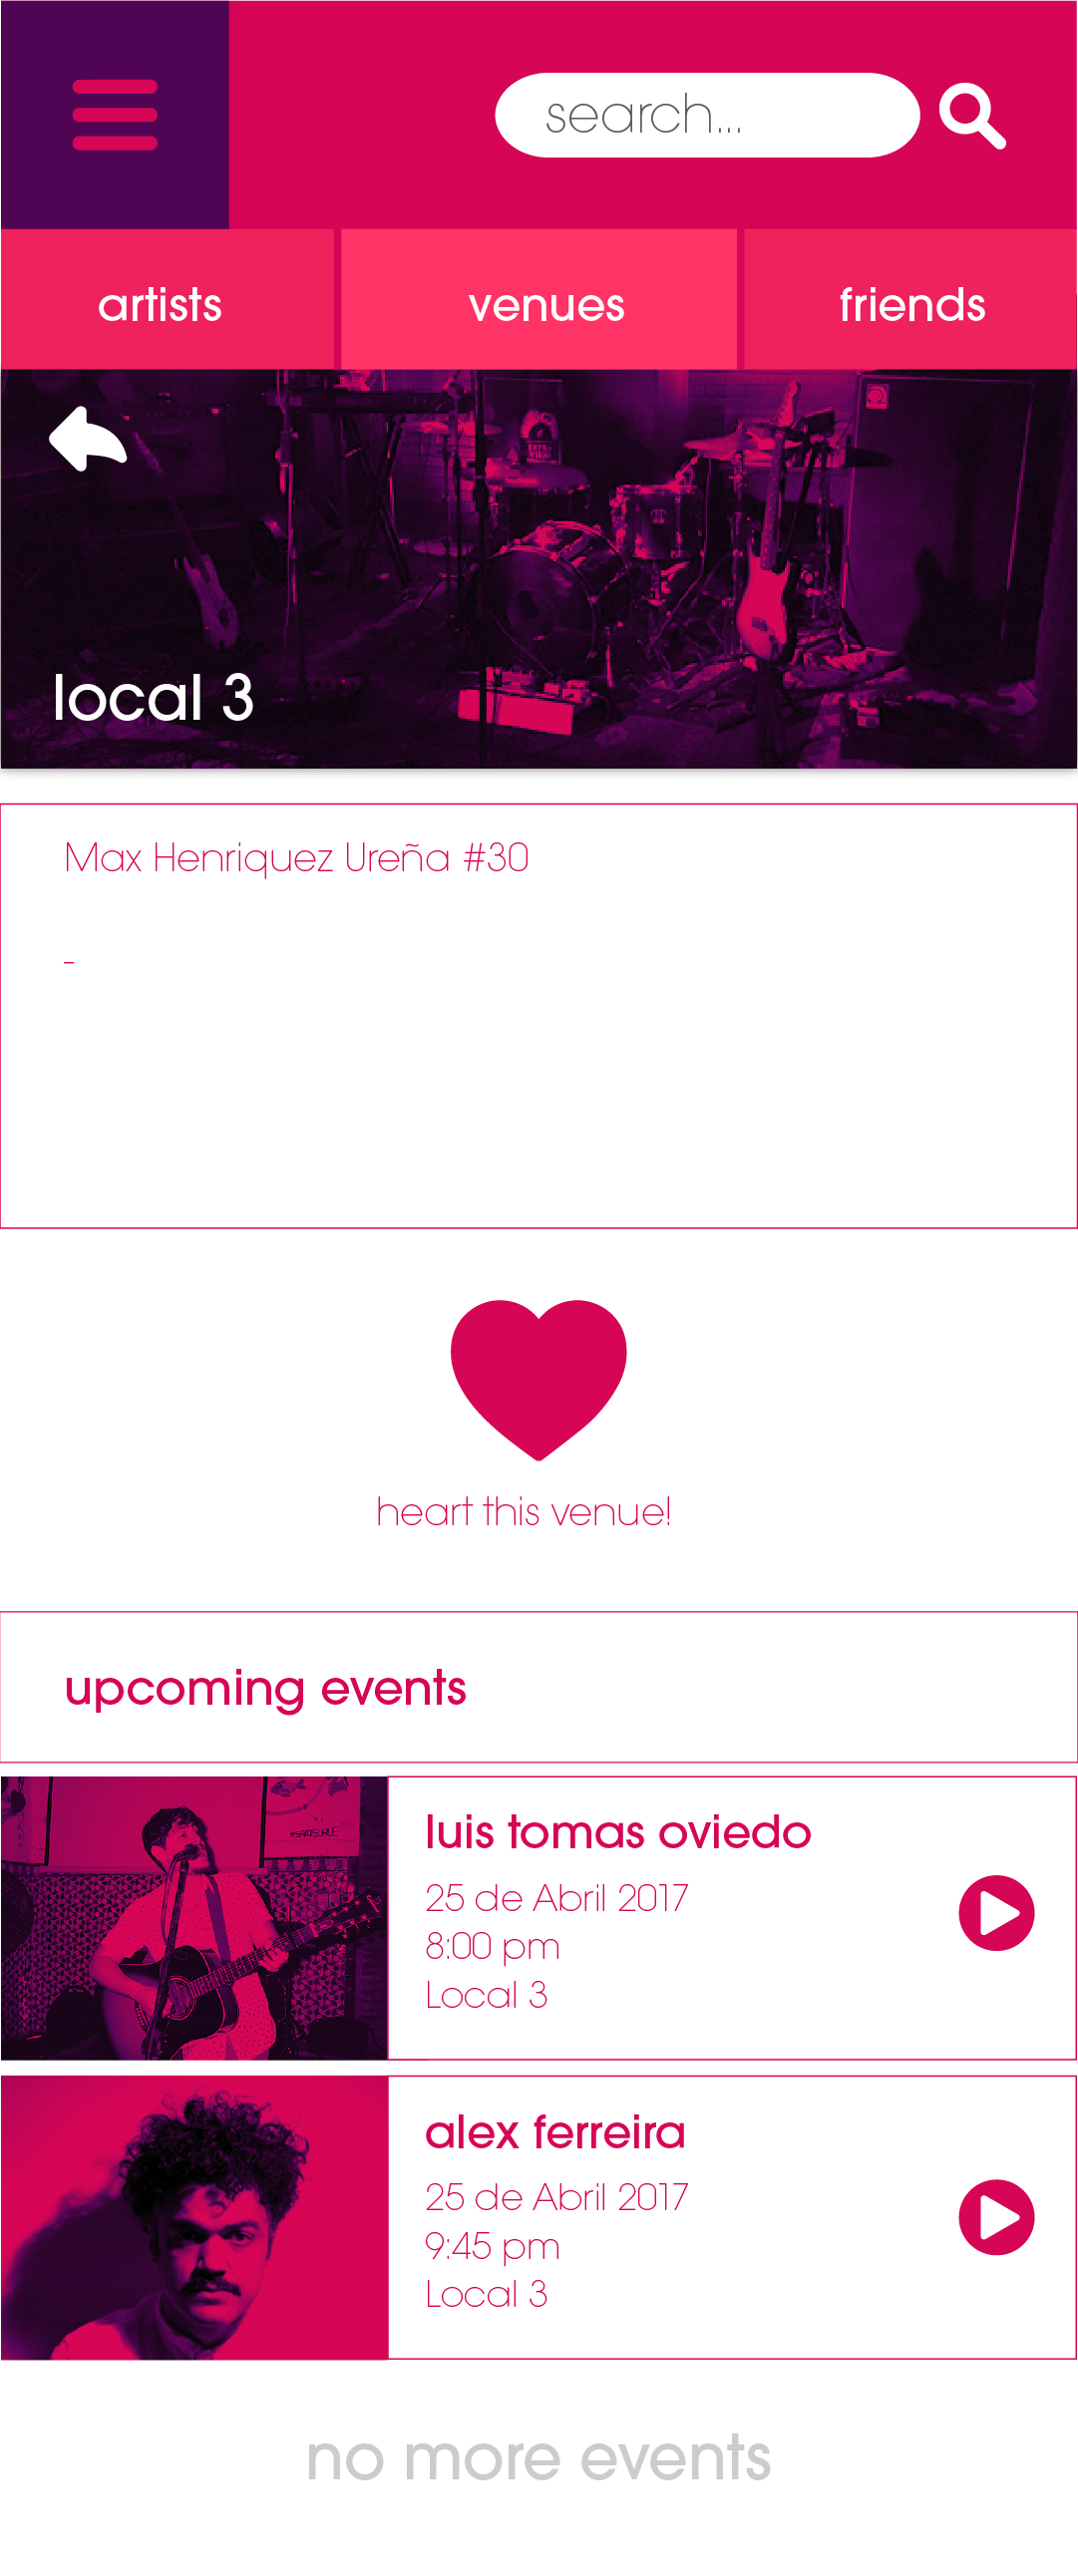 search...
artists
venues
friends
local 3
Max Henriquez Ureña #30
-
heart this venue!
upcoming events
#SAMBUMBLE
luis tomas oviedo
25 de Abril 2017
8:00 pm
Local 3
alex ferreira
25 de Abril 2017
9:45 pm
Local 3
no more events